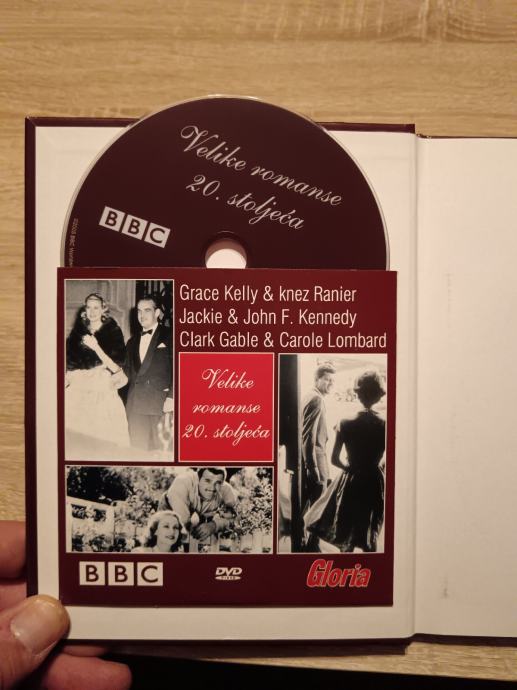 Velike romanse
20. stoljeća
BBC
Grace Kelly & knez Ranier
Jackie & John F. Kennedy
Clark Gable & Carole Lombard
Velike
romanse
20. stoljeća
BBC
DVD
VIDEO
Gloria